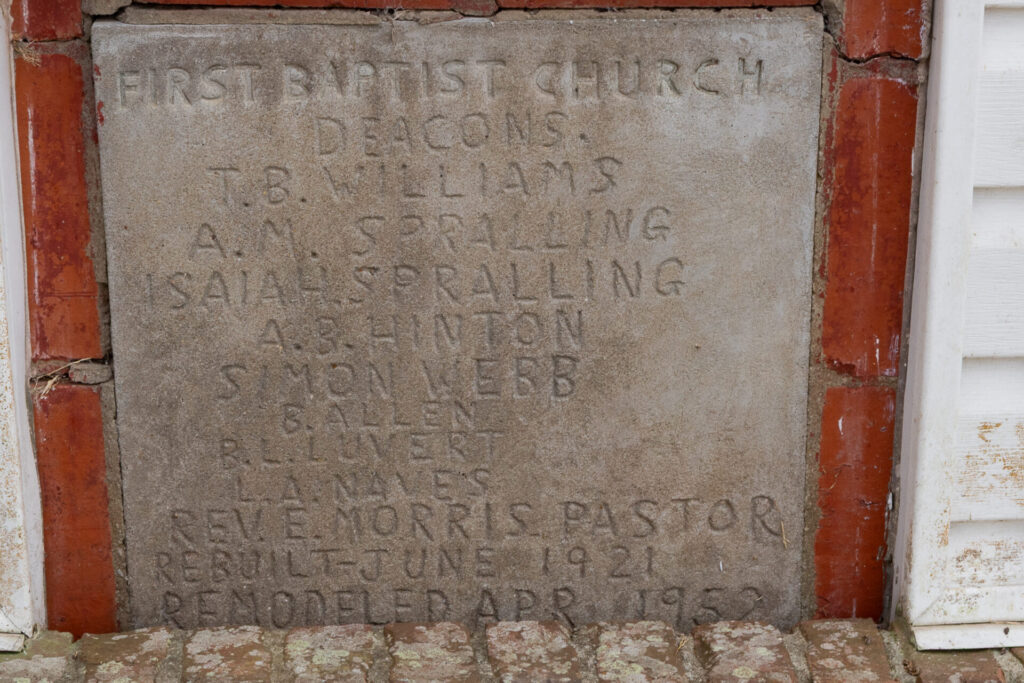 FIRST BAPTIST CHURCH
DEACONS.
T.B. WILLIAMS
A.M. SPRALLING
ISAIAH. SPRALLING
A.B. HINTON
SIMON WEBB
B. ALLEN
B.L. LUVERT
L.A. NAVES
REV. E. MORRIS. PASTOR
REBUILT-JUNE 1921
REMODELED APR. 1952